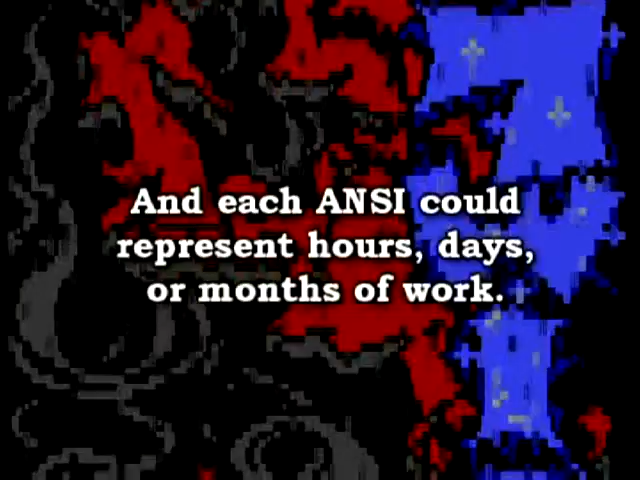 And each ANSI could
represent hours, days,
or months of work.